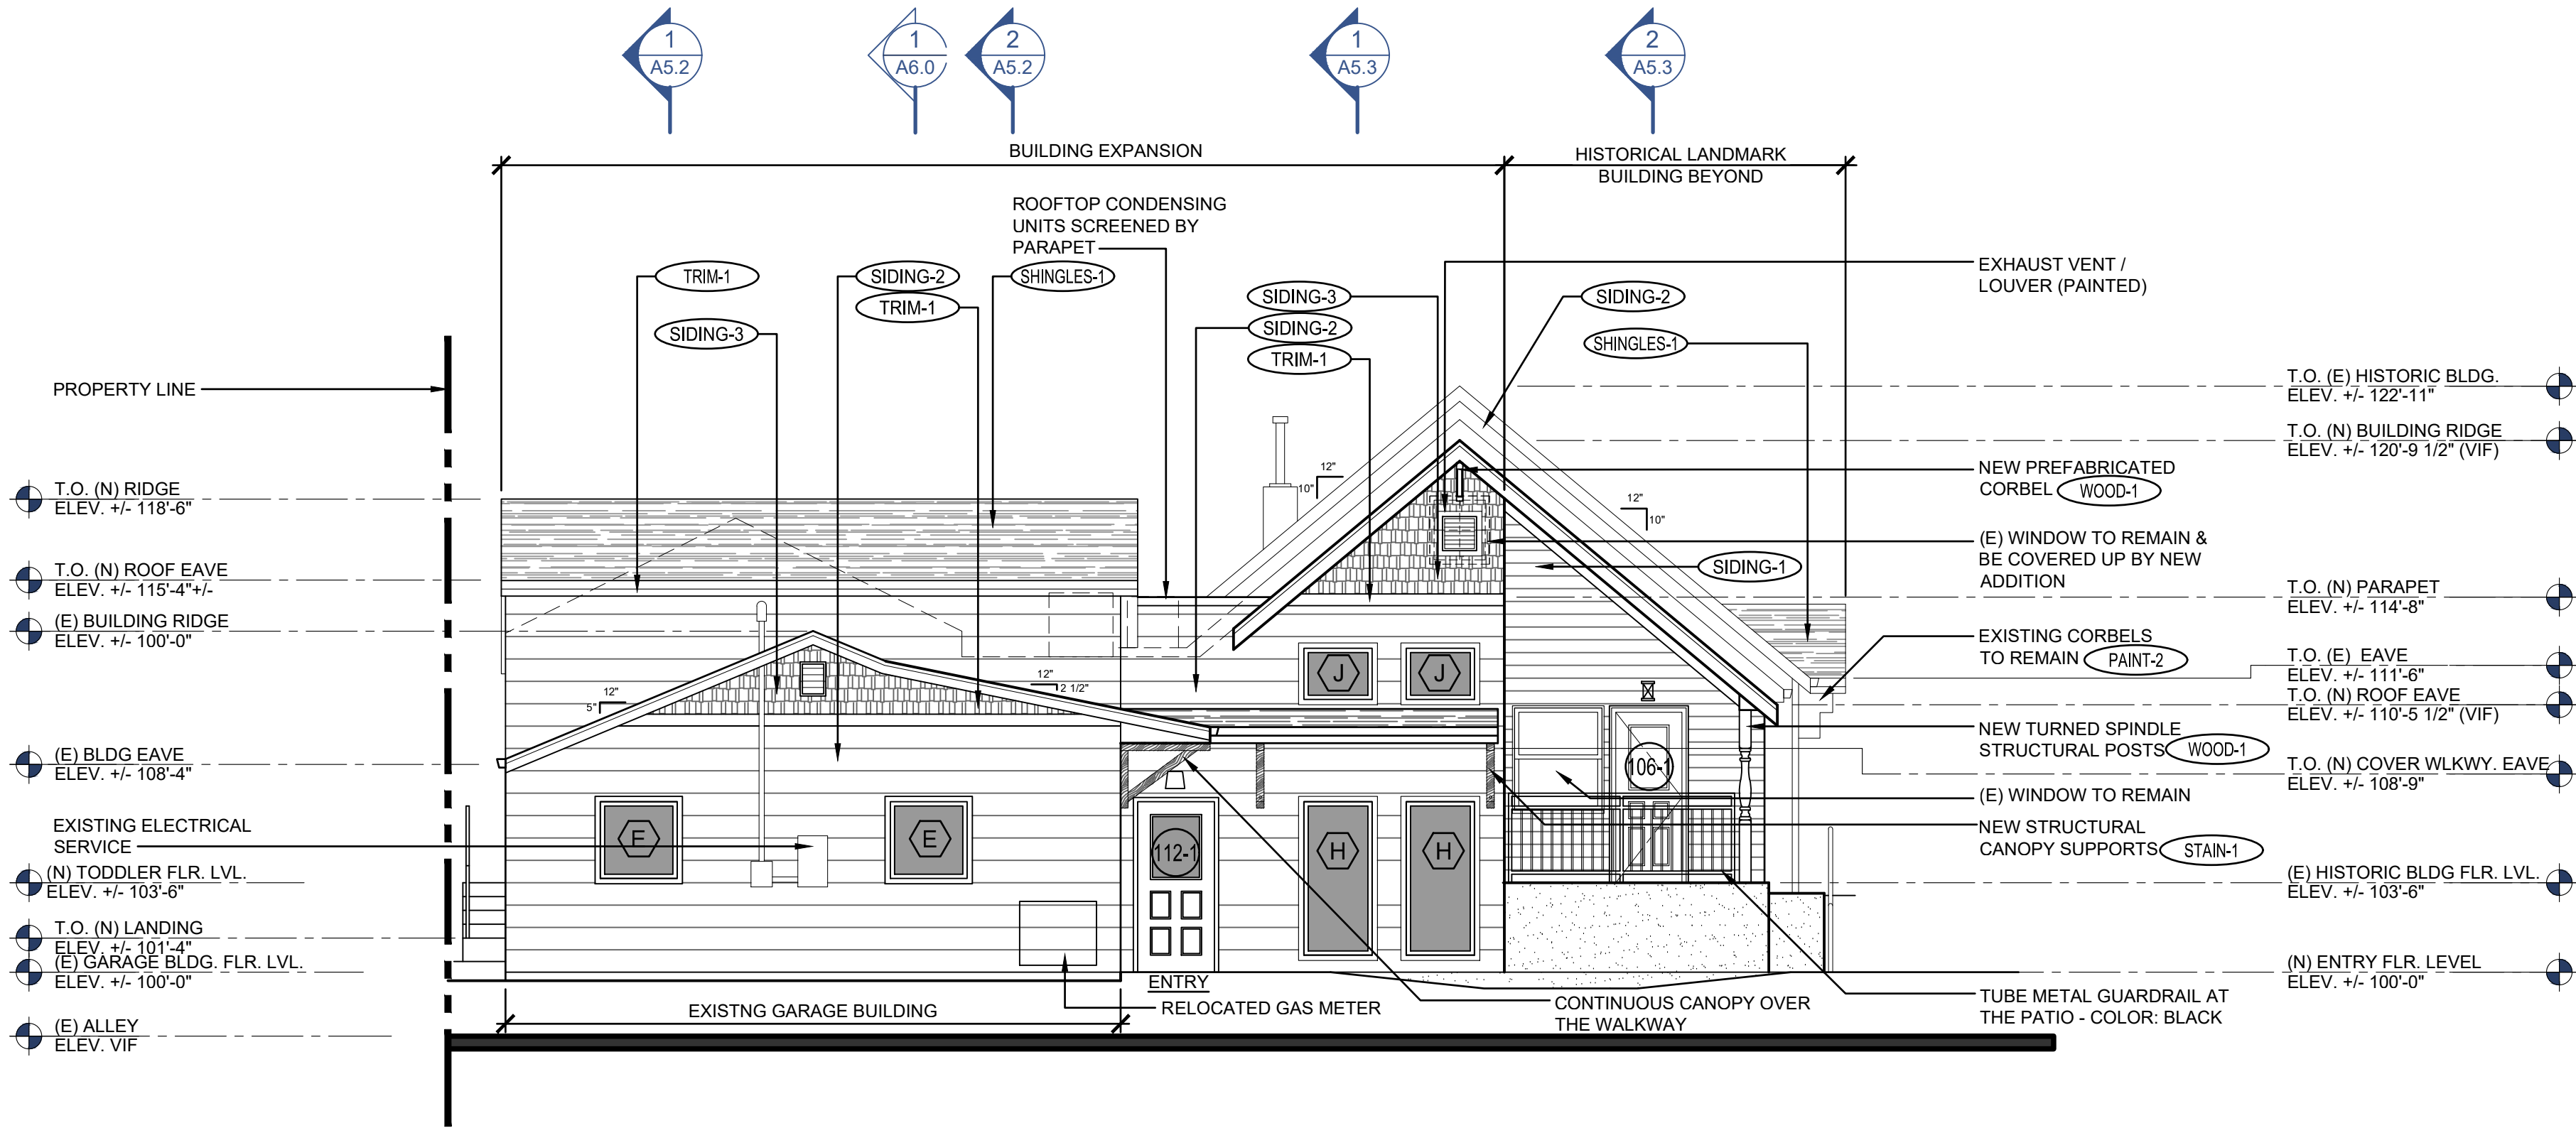 1
A5.2
1
A6.0
2
A5.2
1
A5.3
2
A5.3
BUILDING EXPANSION
HISTORICAL LANDMARK
BUILDING BEYOND
ROOFTOP CONDENSING
UNITS SCREENED BY
PARAPET
TRIM-1
SIDING-3
SIDING-2
TRIM-1
SHINGLES-1
SIDING-3
SIDING-2
TRIM-1
SIDING-2
SHINGLES-1
SIDING-1
EXHAUST VENT /
LOUVER (PAINTED)
PROPERTY LINE
T.O. (N) RIDGE
ELEV. +/- 118'-6"
T.O. (N) ROOF EAVE
ELEV. +/- 115'-4"+/-
(E) BUILDING RIDGE
ELEV. +/- 100'-0"
(E) BLDG EAVE
ELEV. +/- 108'-4"
EXISTING ELECTRICAL
SERVICE
(N) TODDLER FLR. LVL.
ELEV. +/- 103'-6"
T.O. (N) LANDING
ELEV. +/- 101'-4"
(E) GARAGE BLDG. FLR. LVL.
ELEV. +/- 100'-0"
(E) ALLEY
ELEV. VIF
12"
5"
12"
2 1/2"
12"
10"
12"
10"
J
J
F
E
112-1
H
H
106-1
ENTRY
EXISTNG GARAGE BUILDING
RELOCATED GAS METER
CONTINUOUS CANOPY OVER
THE WALKWAY
NEW PREFABRICATED
CORBEL WOOD-1
(E) WINDOW TO REMAIN &
BE COVERED UP BY NEW
ADDITION
EXISTING CORBELS
TO REMAIN PAINT-2
NEW TURNED SPINDLE
STRUCTURAL POSTS WOOD-1
(E) WINDOW TO REMAIN
NEW STRUCTURAL
CANOPY SUPPORTS STAIN-1
TUBE METAL GUARDRAIL AT
THE PATIO - COLOR: BLACK
T.O. (E) HISTORIC BLDG.
ELEV. +/- 122'-11"
T.O. (N) BUILDING RIDGE
ELEV. +/- 120'-9 1/2" (VIF)
T.O. (N) PARAPET
ELEV. +/- 114'-8"
T.O. (E) EAVE
ELEV. +/- 111'-6"
T.O. (N) ROOF EAVE
ELEV. +/- 110'-5 1/2" (VIF)
T.O. (N) COVER WLKWY. EAVE
ELEV. +/- 108'-9"
(E) HISTORIC BLDG FLR. LVL.
ELEV. +/- 103'-6"
(N) ENTRY FLR. LEVEL
ELEV. +/- 100'-0"